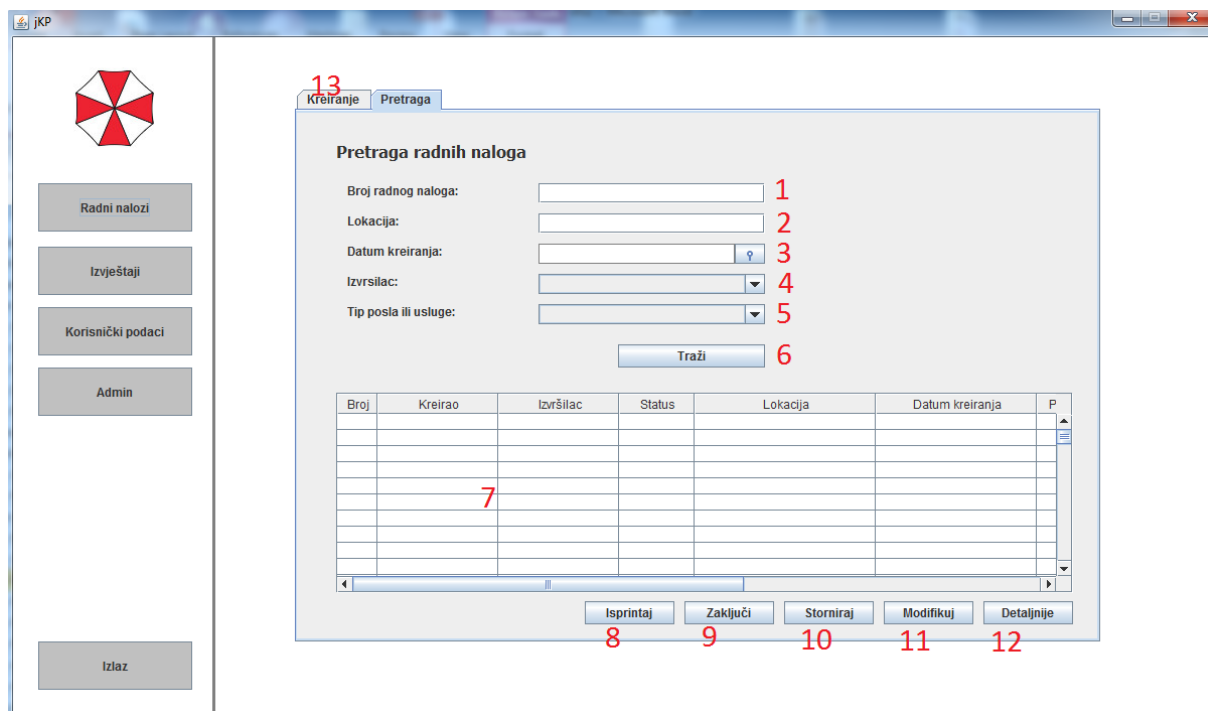 jKP
13
Kreiranje Pretraga
Pretraga radnih naloga
Radni nalozi
Izvještaji
Korisnički podaci
Admin
Izlaz
Broj radnog naloga: 1
Lokacija: 2
Datum kreiranja: 3
Izvrsilac: 4
Tip posla ili usluge: 5
Traži 6
Broj Kreirao Izvršilac Status Lokacija Datum kreiranja P
7
Isprintaj Zaključi Storniraj Modifikuj Detaljnije
8 9 10 11 12